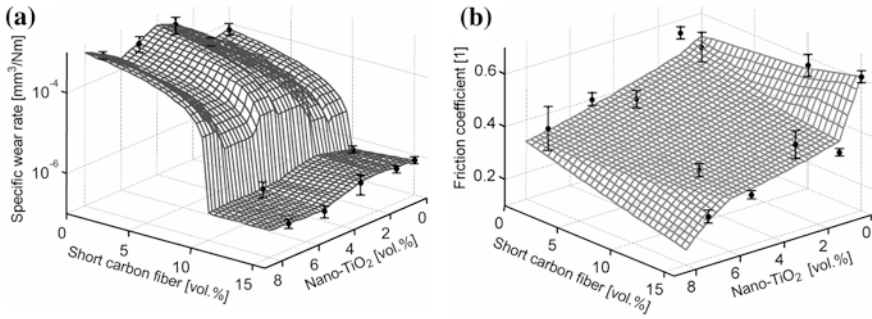 (a)
Specific wear rate [mm³/Nm]
10⁻⁴
10⁻⁶
0
5
10
15
Short carbon fiber [vol.%]
8
6
4
2
0
Nano-TiO₂ [vol.%]
(b)
Friction coefficient [1]
0.6
0.4
0.2
0
5
10
15
Short carbon fiber [vol.%]
8
6
4
2
0
Nano-TiO₂ [vol.%]